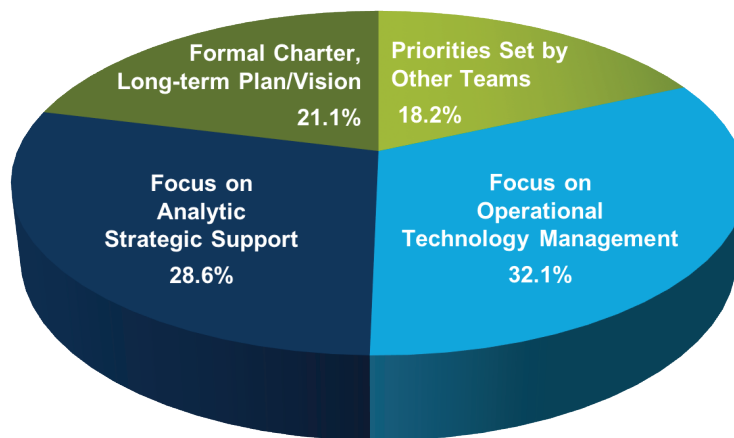 Formal Charter,
Long-term Plan/Vision
21.1%
Priorities Set by
Other Teams
18.2%
Focus on
Analytic
Strategic Support
28.6%
Focus on
Operational
Technology Management
32.1%